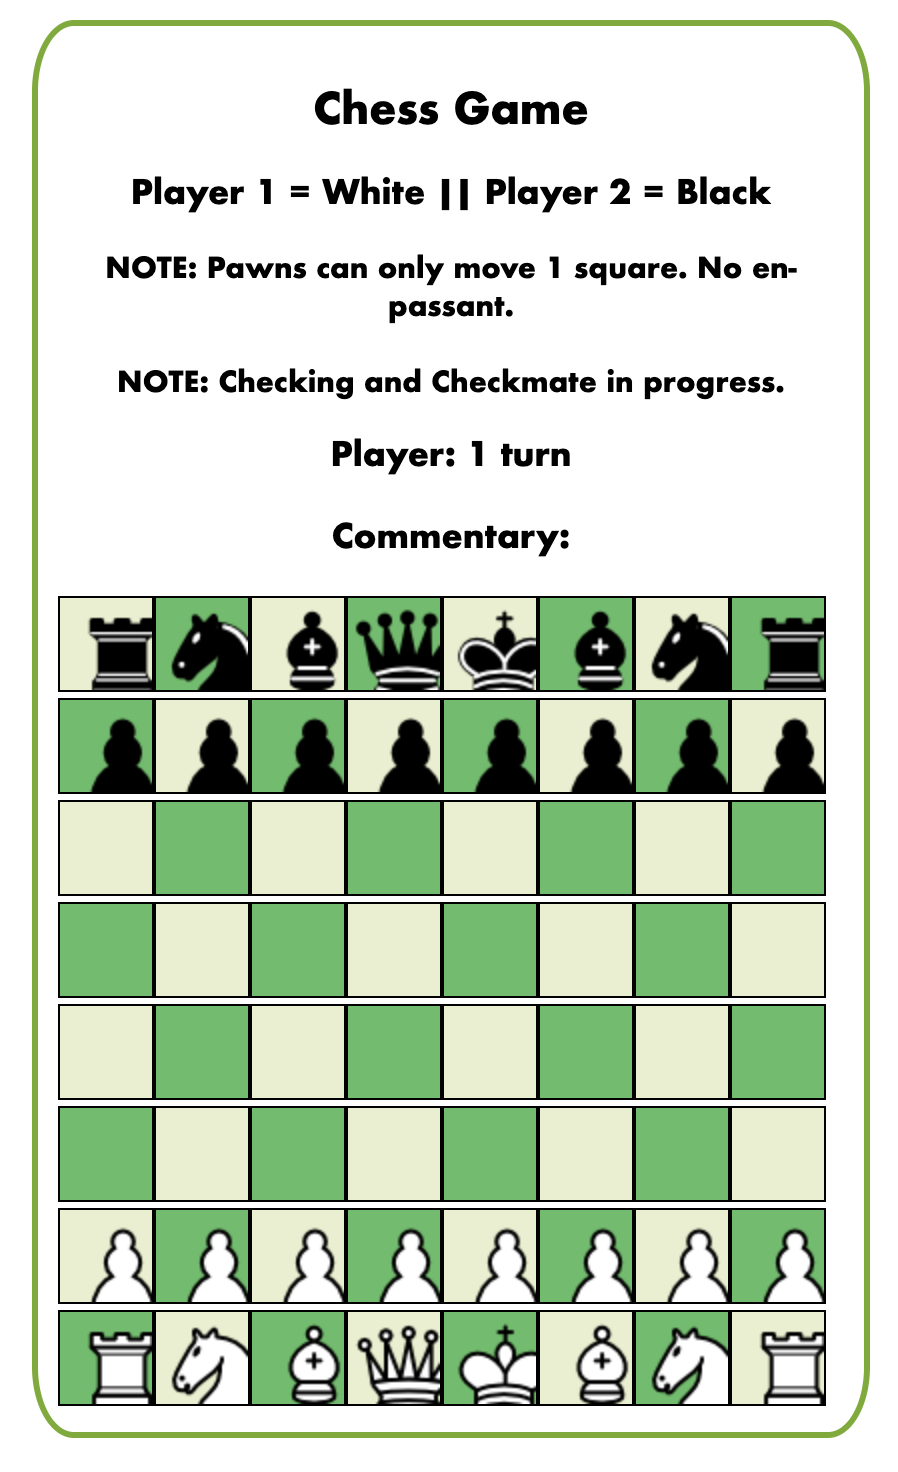 Chess Game
Player 1 = White || Player 2 = Black
NOTE: Pawns can only move 1 square. No en-
passant.
NOTE: Checking and Checkmate in progress.
Player: 1 turn
Commentary: